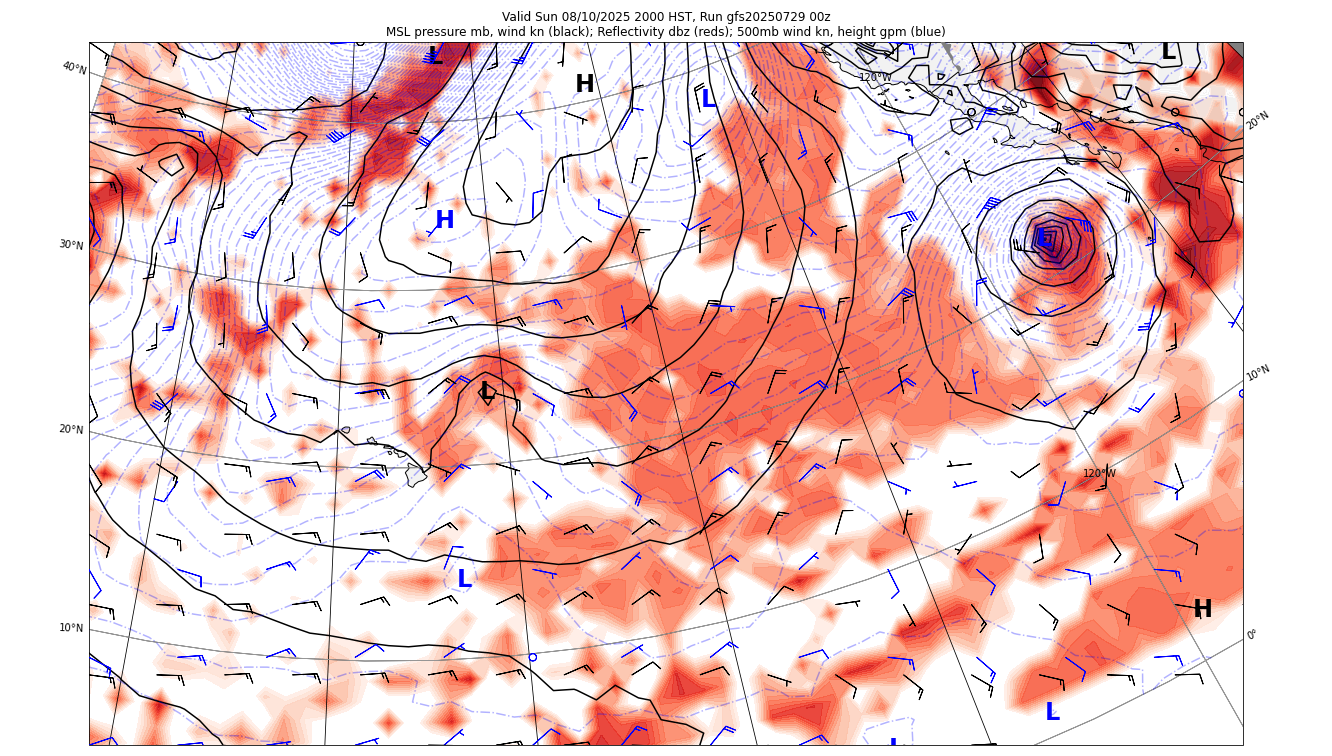 Valid Sun 08/10/2025 2000 HST, Run gfs20250729 00z
MSL pressure mb, wind kn (black); Reflectivity dbz (reds); 500mb wind kn, height gpm (blue)
L
L
40°N
120°W
H
L
20°N
H
30°N
L
10°N
L
20°N
120°W
L
H
10°N
0°
L
L